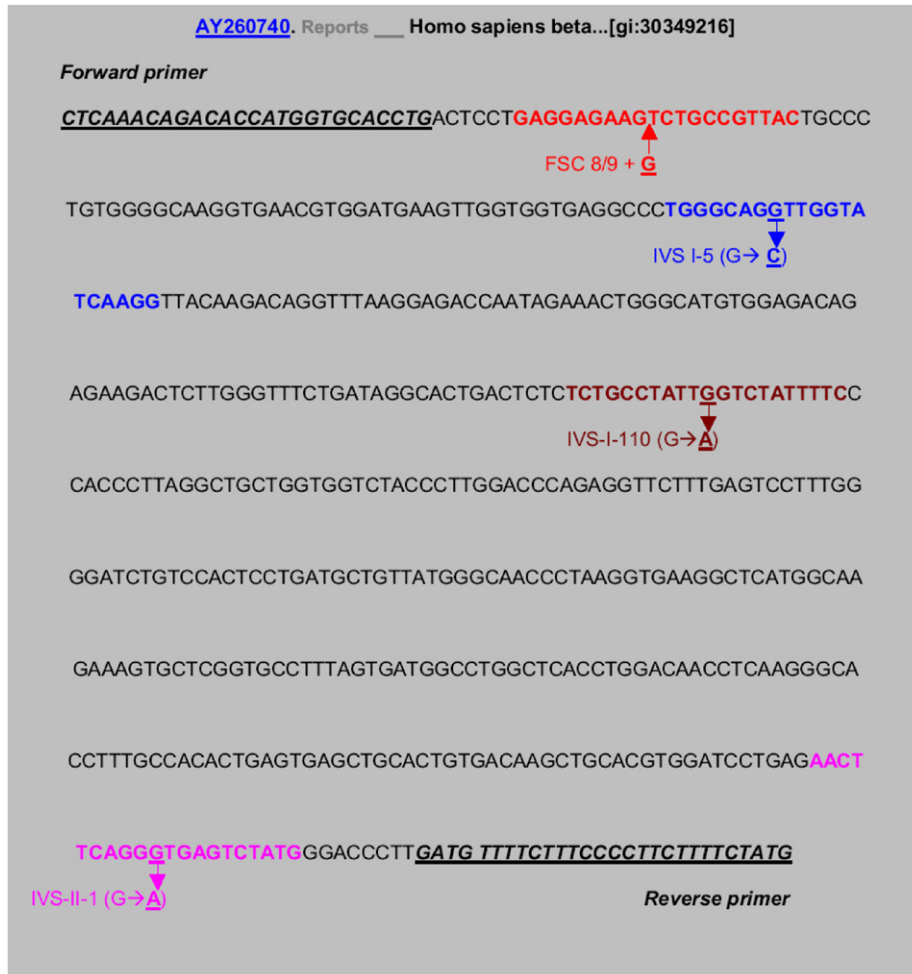 AY260740. Reports ___ Homo sapiens beta...[gi:30349216]
Forward primer
CTCAAACAGACACCATGGTGCACCTGACTCCTGAGGAGAAGTCTGCCGTTACTGCCC
FSC 8/9 + G
TGTGGGGCAAGGTGAACGTGGATGAAGTTGGTGGTGAGGCCCTGGGCAGGTTGGTA
IVS I-5 (G→ C)
TCAAGGTTACAAGACAGGTTTAAGGAGACCAATAGAAACTGGGCATGTGGAGACAG
AGAAGACTCTTGGGTTTCTGATAGGCACTGACTCTCTCTGCCTATTGGTCTATTTTCC
IVS-I-110 (G→A)
CACCCTTAGGCTGCTGGTGGTCTACCCTTGGACCCAGAGGTTCTTTGAGTCCTTTGG
GGATCTGTCCACTCCTGATGCTGTTATGGGCAACCCTAAGGTGAAGGCTCATGGCAA
GAAAGTGCTCGGTGCCTTTAGTGATGGCCTGGCTCACCTGGACAACCTCAAGGGCA
CCTTTGCCACACTGAGTGAGCTGCACTGTGACAAGCTGCACGTGGATCCTGAGAACT
TCAGGGTGAGTCTATGGGACCCTTGATG TTTTCTTTCCCCTTCTTTTCTATG
IVS-II-1 (G→A)
Reverse primer